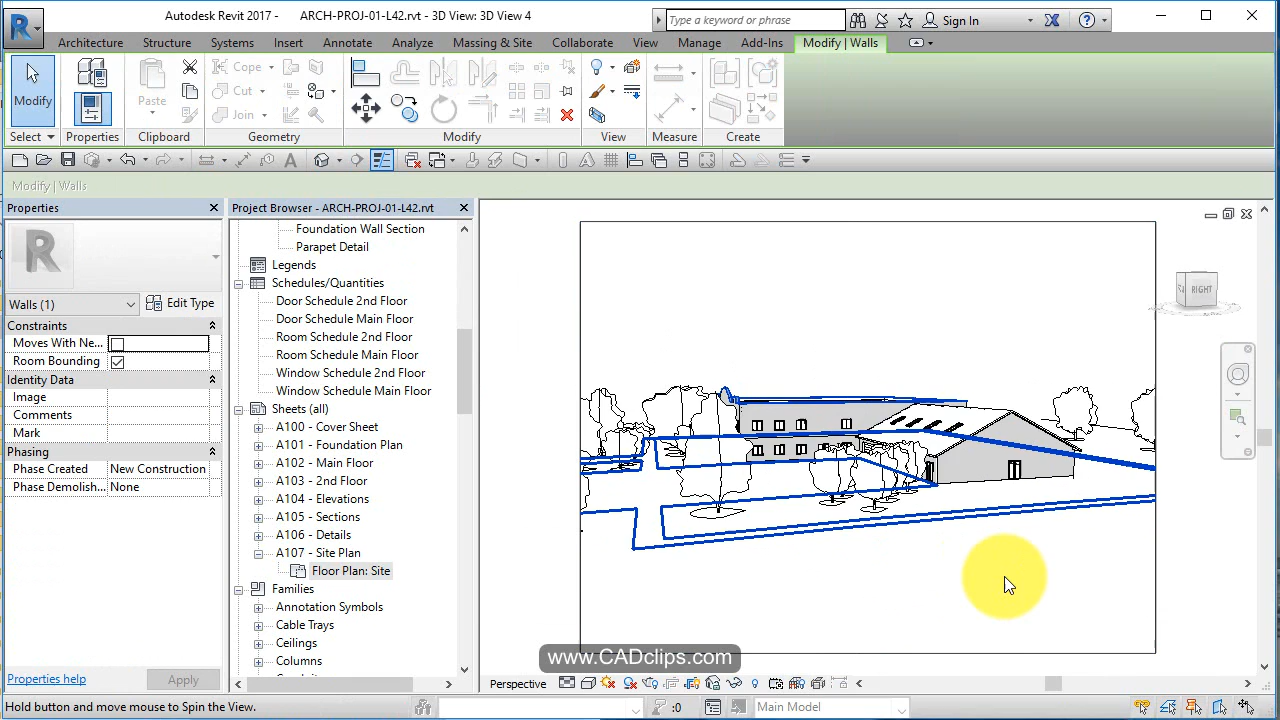 Autodesk Revit 2017 - ARCH-PROJ-01-L42.rvt - 3D View: 3D View 4
Type a keyword or phrase
Sign In
Architecture Structure Systems Insert Annotate Analyze Massing & Site Collaborate View Manage Add-Ins Modify | Walls
Modify
Paste
Cope
Cut
Join
Select Properties Clipboard Geometry Modify View Measure Create
Modify | Walls
Properties
Project Browser - ARCH-PROJ-01-L42.rvt
Walls (1)
Edit Type
Constraints
Moves With Ne...
Room Bounding
Identity Data
Image
Comments
Mark
Phasing
Phase Created New Construction
Phase Demolish... None
Properties help
Apply
Foundation Wall Section
Parapet Detail
Legends
Schedules/Quantities
Door Schedule 2nd Floor
Door Schedule Main Floor
Room Schedule 2nd Floor
Room Schedule Main Floor
Window Schedule 2nd Floor
Window Schedule Main Floor
Sheets (all)
A100 - Cover Sheet
A101 - Foundation Plan
A102 - Main Floor
A103 - 2nd Floor
A104 - Elevations
A105 - Sections
A106 - Details
A107 - Site Plan
Floor Plan: Site
Families
Annotation Symbols
Cable Trays
Ceilings
Columns
RIGHT
www.CADclips.com
Perspective
Hold button and move mouse to Spin the View.
:0
Main Model